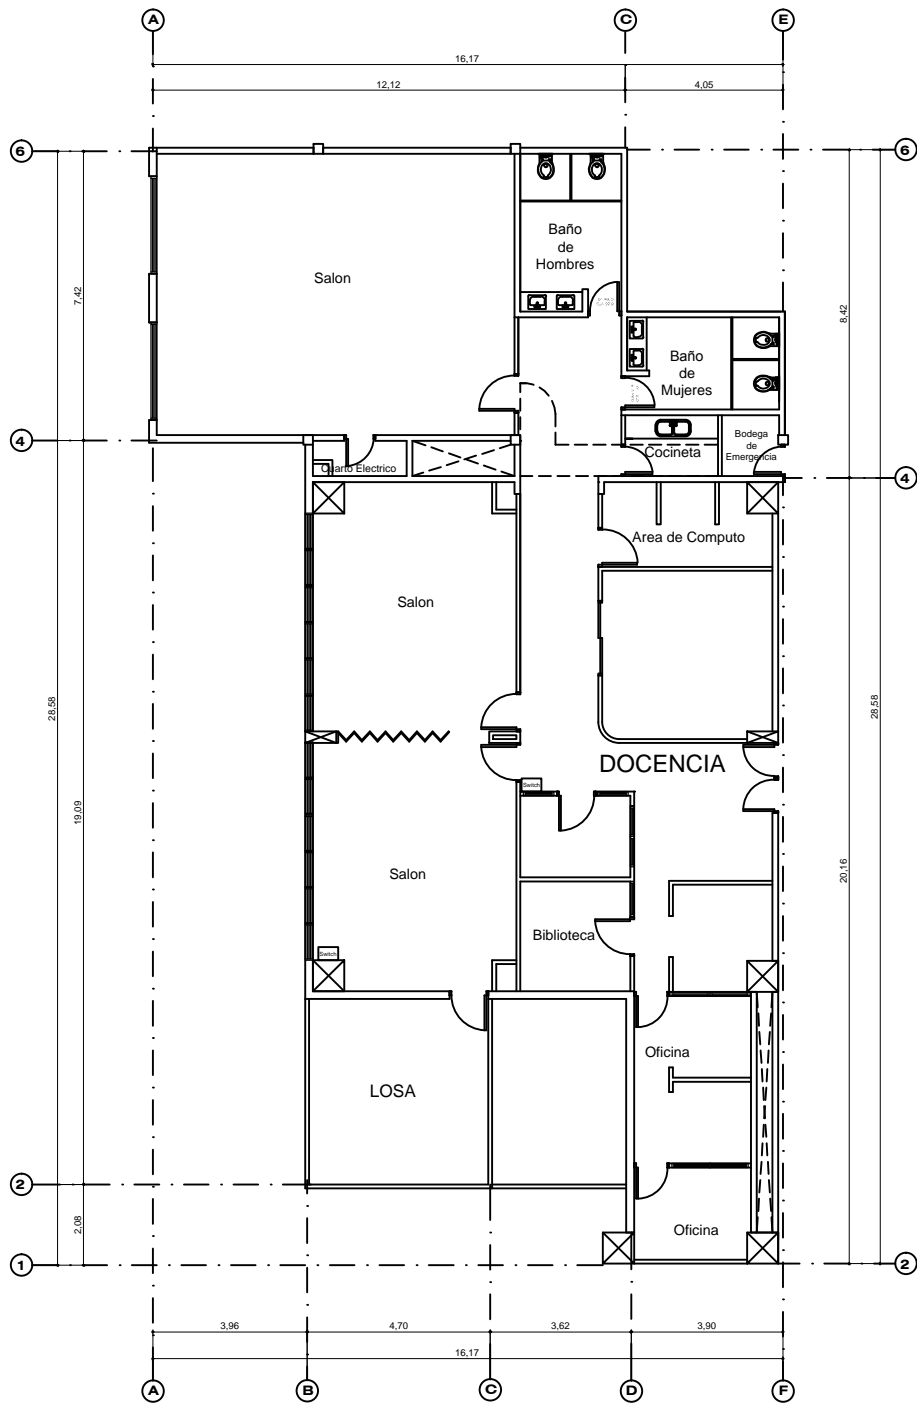 A C E
16,17
12,12 4,05
6 6
Baño
de
Hombres
Salon
7,42
8,42
Baño
de
Mujeres
4
Bodega
de
Emergencia
Cocineta
Cuarto Electrico
4
Area de Computo
Salon
28,58
28,58
DOCENCIA
Switch
19,09
20,16
Salon
Biblioteca
Switch
Oficina
LOSA
2
2,08
Oficina
1 2
3,96 4,70 3,62 3,90
16,17
A B C D F